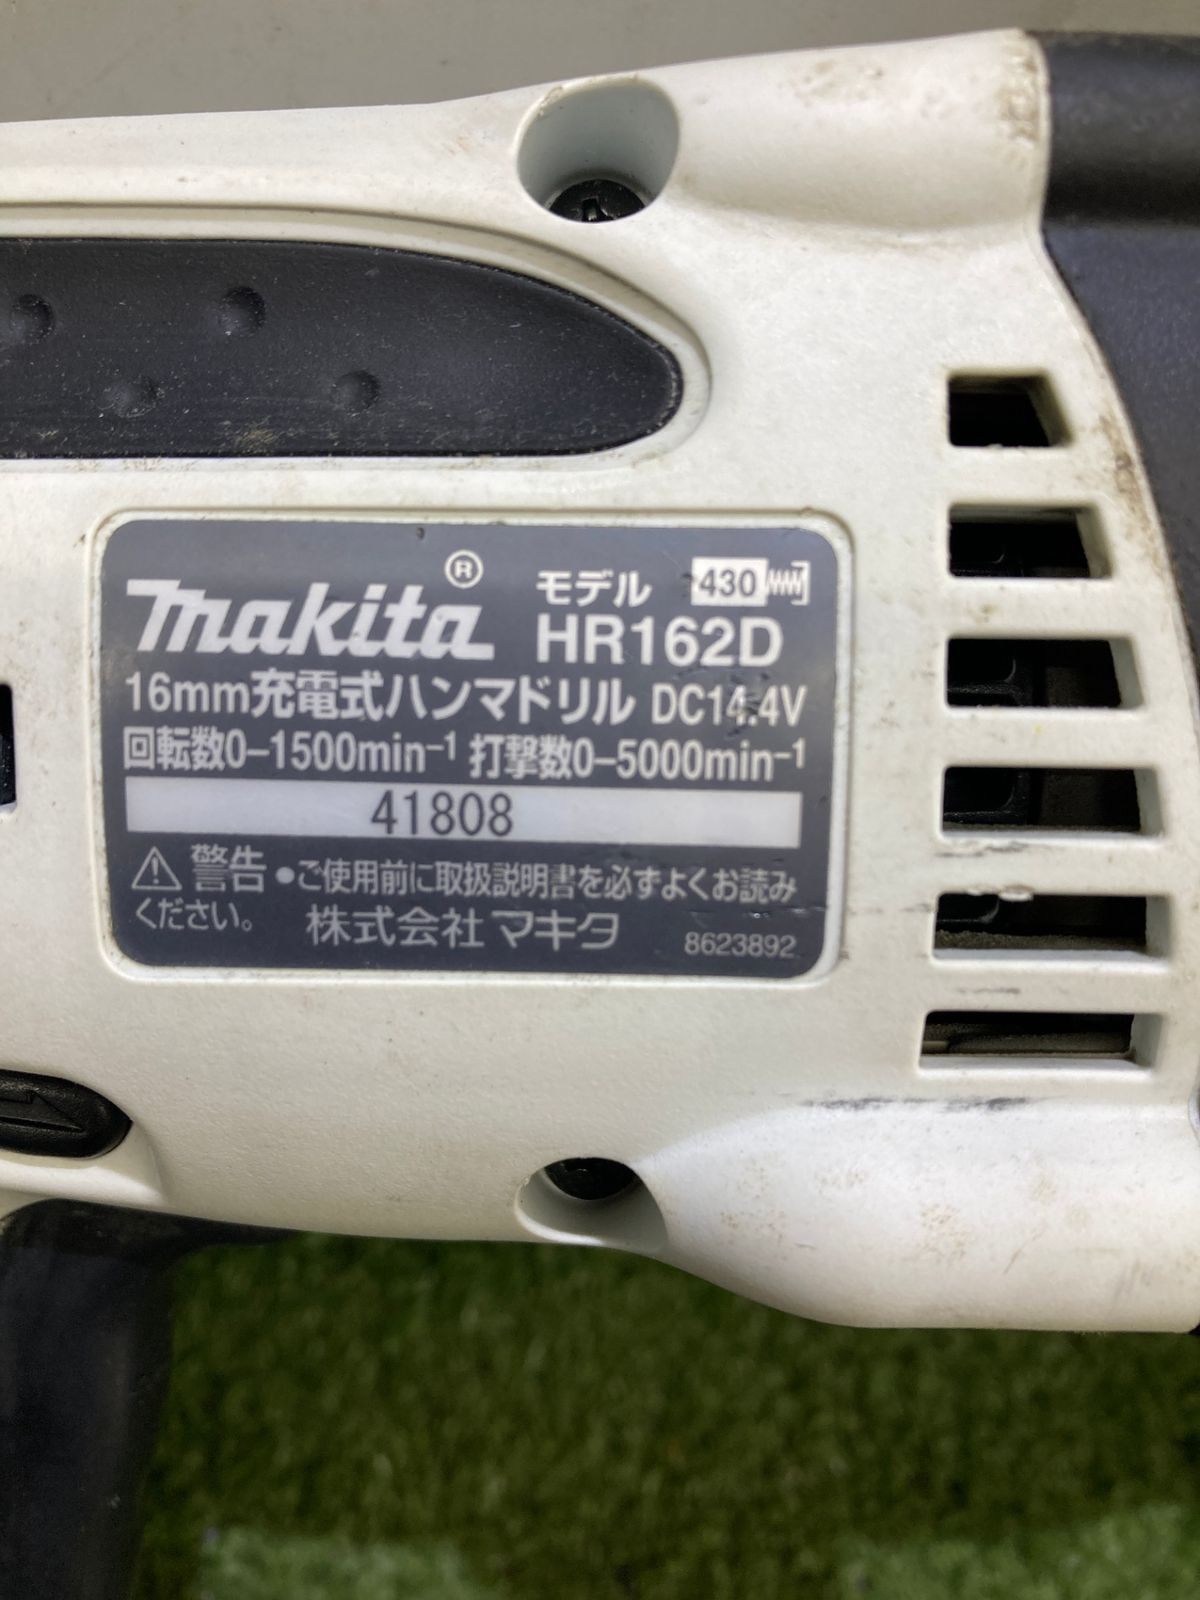 makita®
モデル 430
HR162D
16mm充電式ハンマドリル DC14.4V
回転数0-1500min⁻¹ 打撃数0-5000min⁻¹
41808
⚠警告 ●ご使用前に取扱説明書を必ずよくお読み
ください。 株式会社 マキタ 8623892